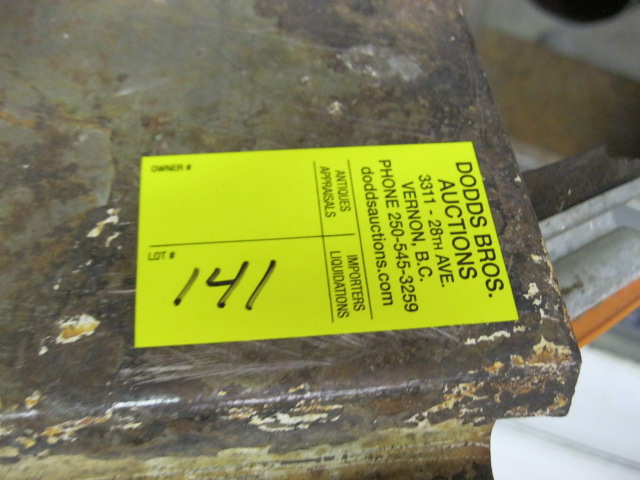 DODDS BROS.
AUCTIONS
3311 - 28TH AVE.
VERNON, B.C.
PHONE 250-545-3259
doddsauctions.com
ANTIQUES
APPRAISALS
IMPORTERS
LIQUIDATIONS
OWNER #
LOT #
141